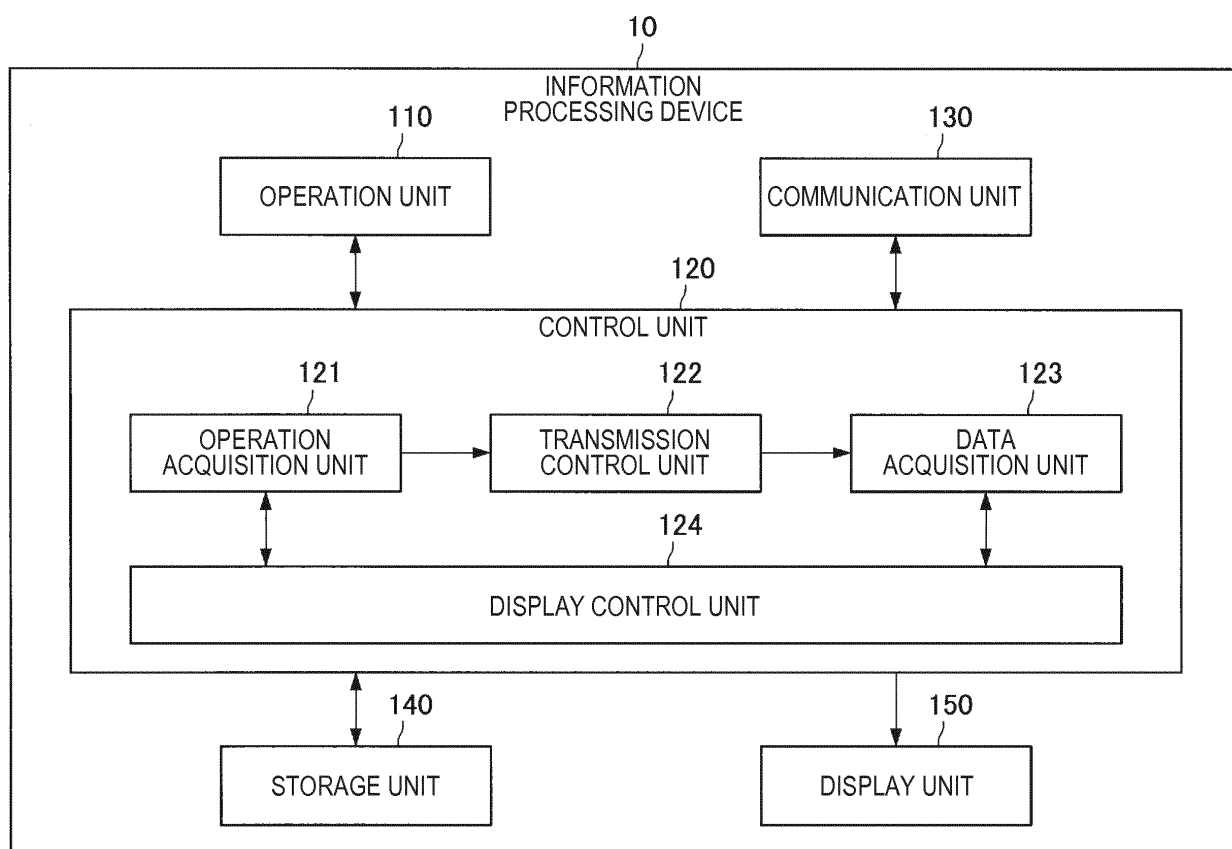 10
INFORMATION
PROCESSING DEVICE
110
130
OPERATION UNIT
COMMUNICATION UNIT
120
CONTROL UNIT
121
122
123
OPERATION
ACQUISITION UNIT
TRANSMISSION
CONTROL UNIT
DATA
ACQUISITION UNIT
124
DISPLAY CONTROL UNIT
140
150
STORAGE UNIT
DISPLAY UNIT